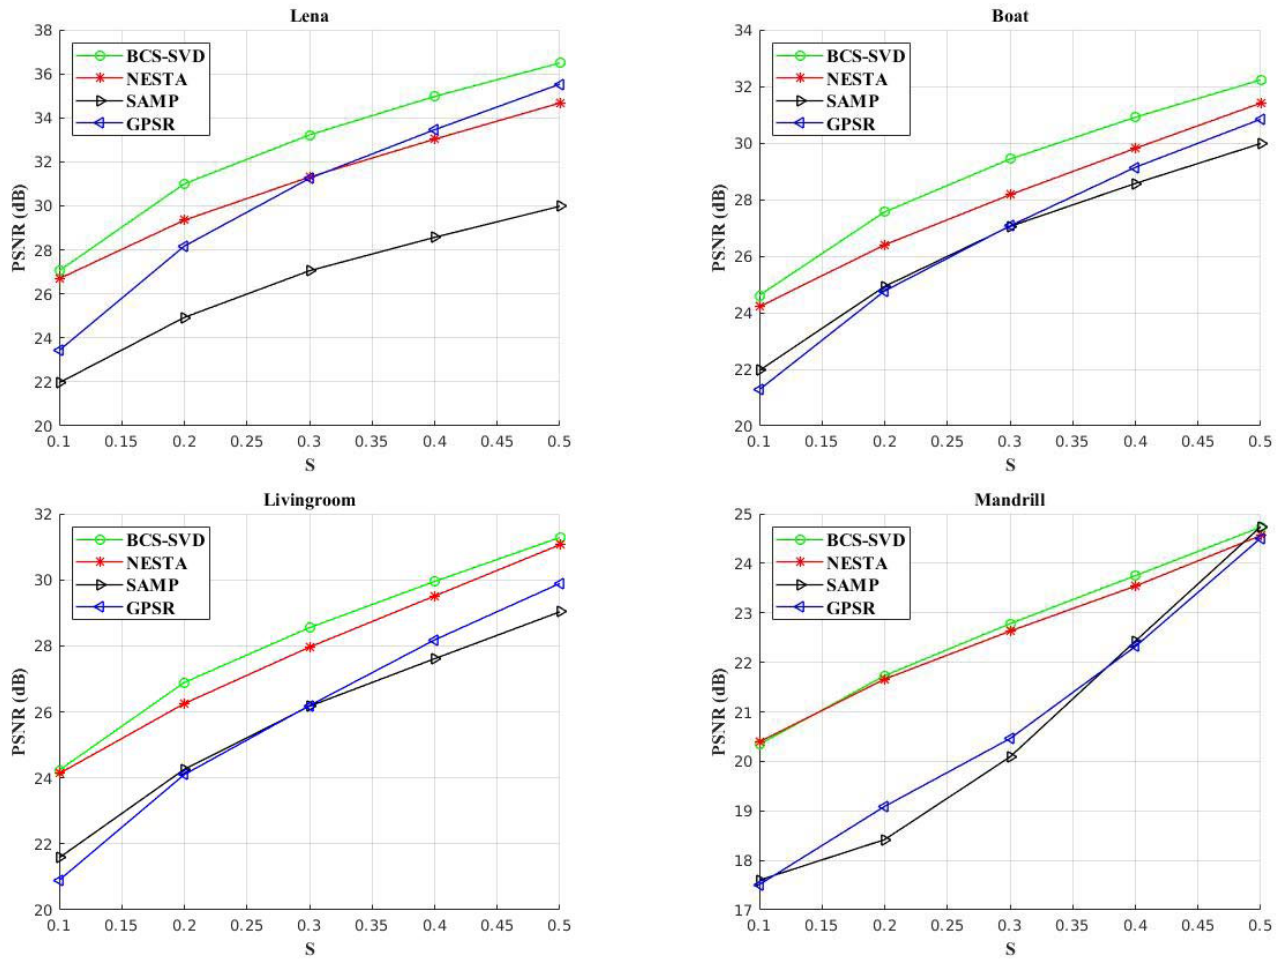 Lena
38
36
34
32
30
28
26
24
22
20
PSNR (dB)
BCS-SVD
NESTA
SAMP
GPSR
0.1 0.15 0.2 0.25 0.3 0.35 0.4 0.45 0.5
S
Boat
34
32
30
28
26
24
22
20
PSNR (dB)
BCS-SVD
NESTA
SAMP
GPSR
0.1 0.15 0.2 0.25 0.3 0.35 0.4 0.45 0.5
S
Livingroom
32
30
28
26
24
22
20
PSNR (dB)
BCS-SVD
NESTA
SAMP
GPSR
0.1 0.15 0.2 0.25 0.3 0.35 0.4 0.45 0.5
S
Mandrill
25
24
23
22
21
20
19
18
17
PSNR (dB)
BCS-SVD
NESTA
SAMP
GPSR
0.1 0.15 0.2 0.25 0.3 0.35 0.4 0.45 0.5
S